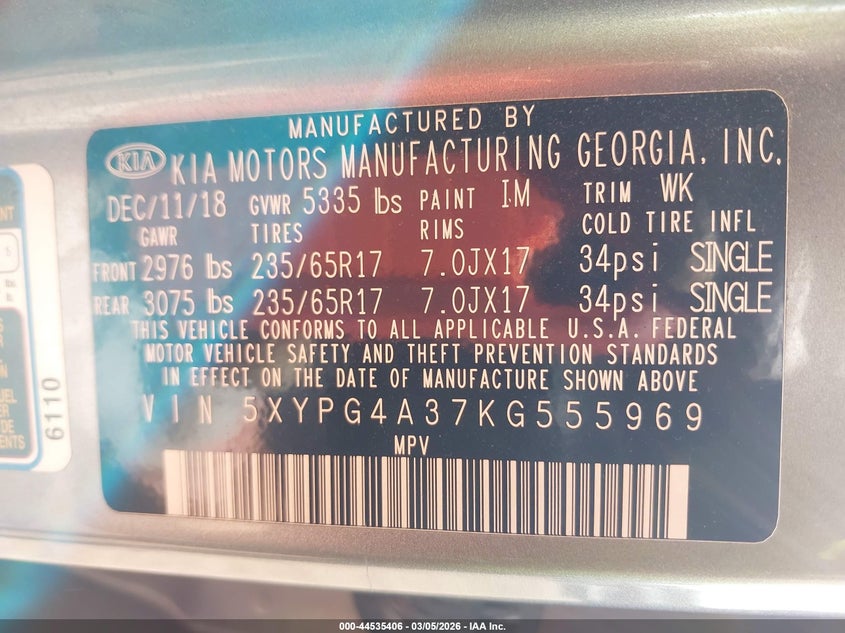 MANUFACTURED BY
KIA KIA MOTORS MANUFACTURING GEORGIA, INC.
DEC/11/18 GVWR 5335 lbs PAINT I.M TRIM WK
GAWR TIRES RIMS COLD TIRE INFL
FRONT 2976 lbs 235/65R17 7.0JX17 34psi SINGLE
REAR 3075 lbs 235/65R17 7.0JX17 34psi SINGLE
THIS VEHICLE CONFORMS TO ALL APPLICABLE U.S.A. FEDERAL
MOTOR VEHICLE SAFETY AND THEFT PREVENTION STANDARDS
IN EFFECT ON THE DATE OF MANUFACTURE SHOWN ABOVE
VIN 5XYPG4A37KG555969
MPV
6110
000-44535406 - 03/05/2026 - IAA Inc.